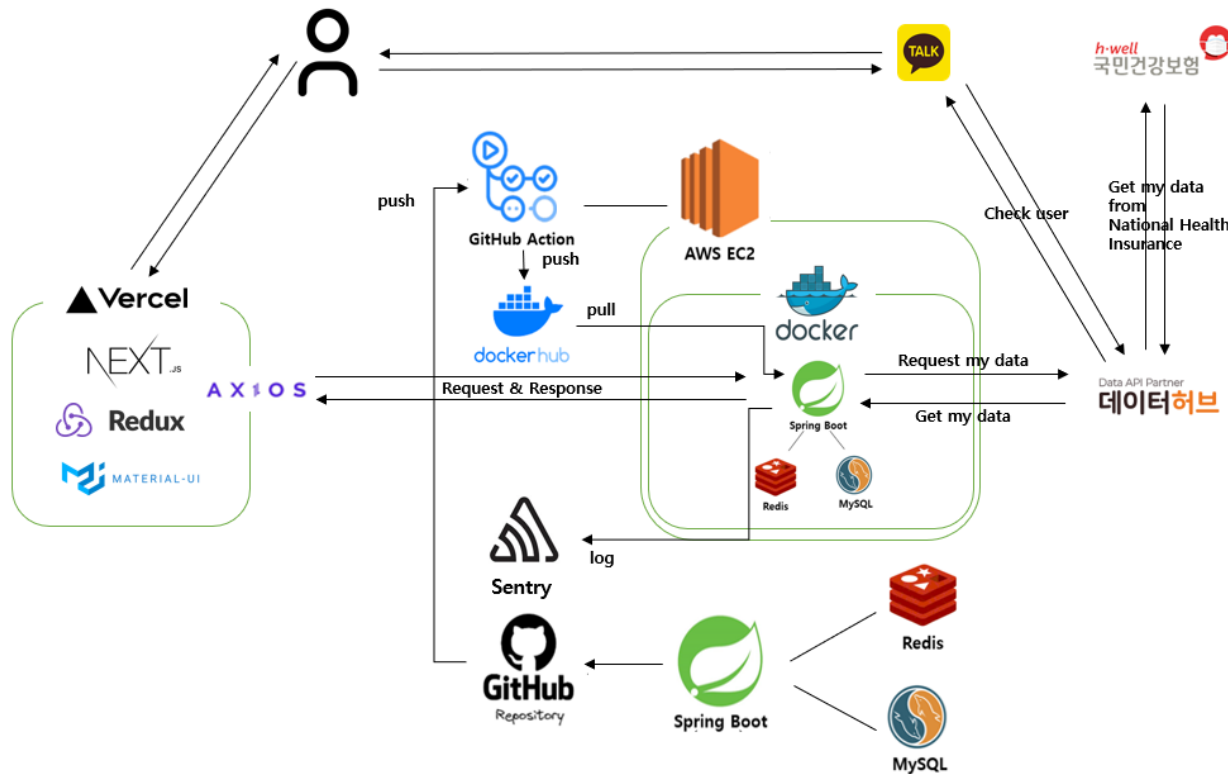 TALK
h-well
국민건강보험
push
GitHub Action
push
AWS EC2
Check user
Get my data
from
National Health
Insurance
Vercel
NEXT.JS
AXIOS
Redux
MATERIAL-UI
dockerhub
pull
docker
Request & Response
Spring Boot
Request my data
Get my data
Data API Partner
데이터허브
Redis
MySQL
Sentry
log
GitHub
Repository
Spring Boot
Redis
MySQL